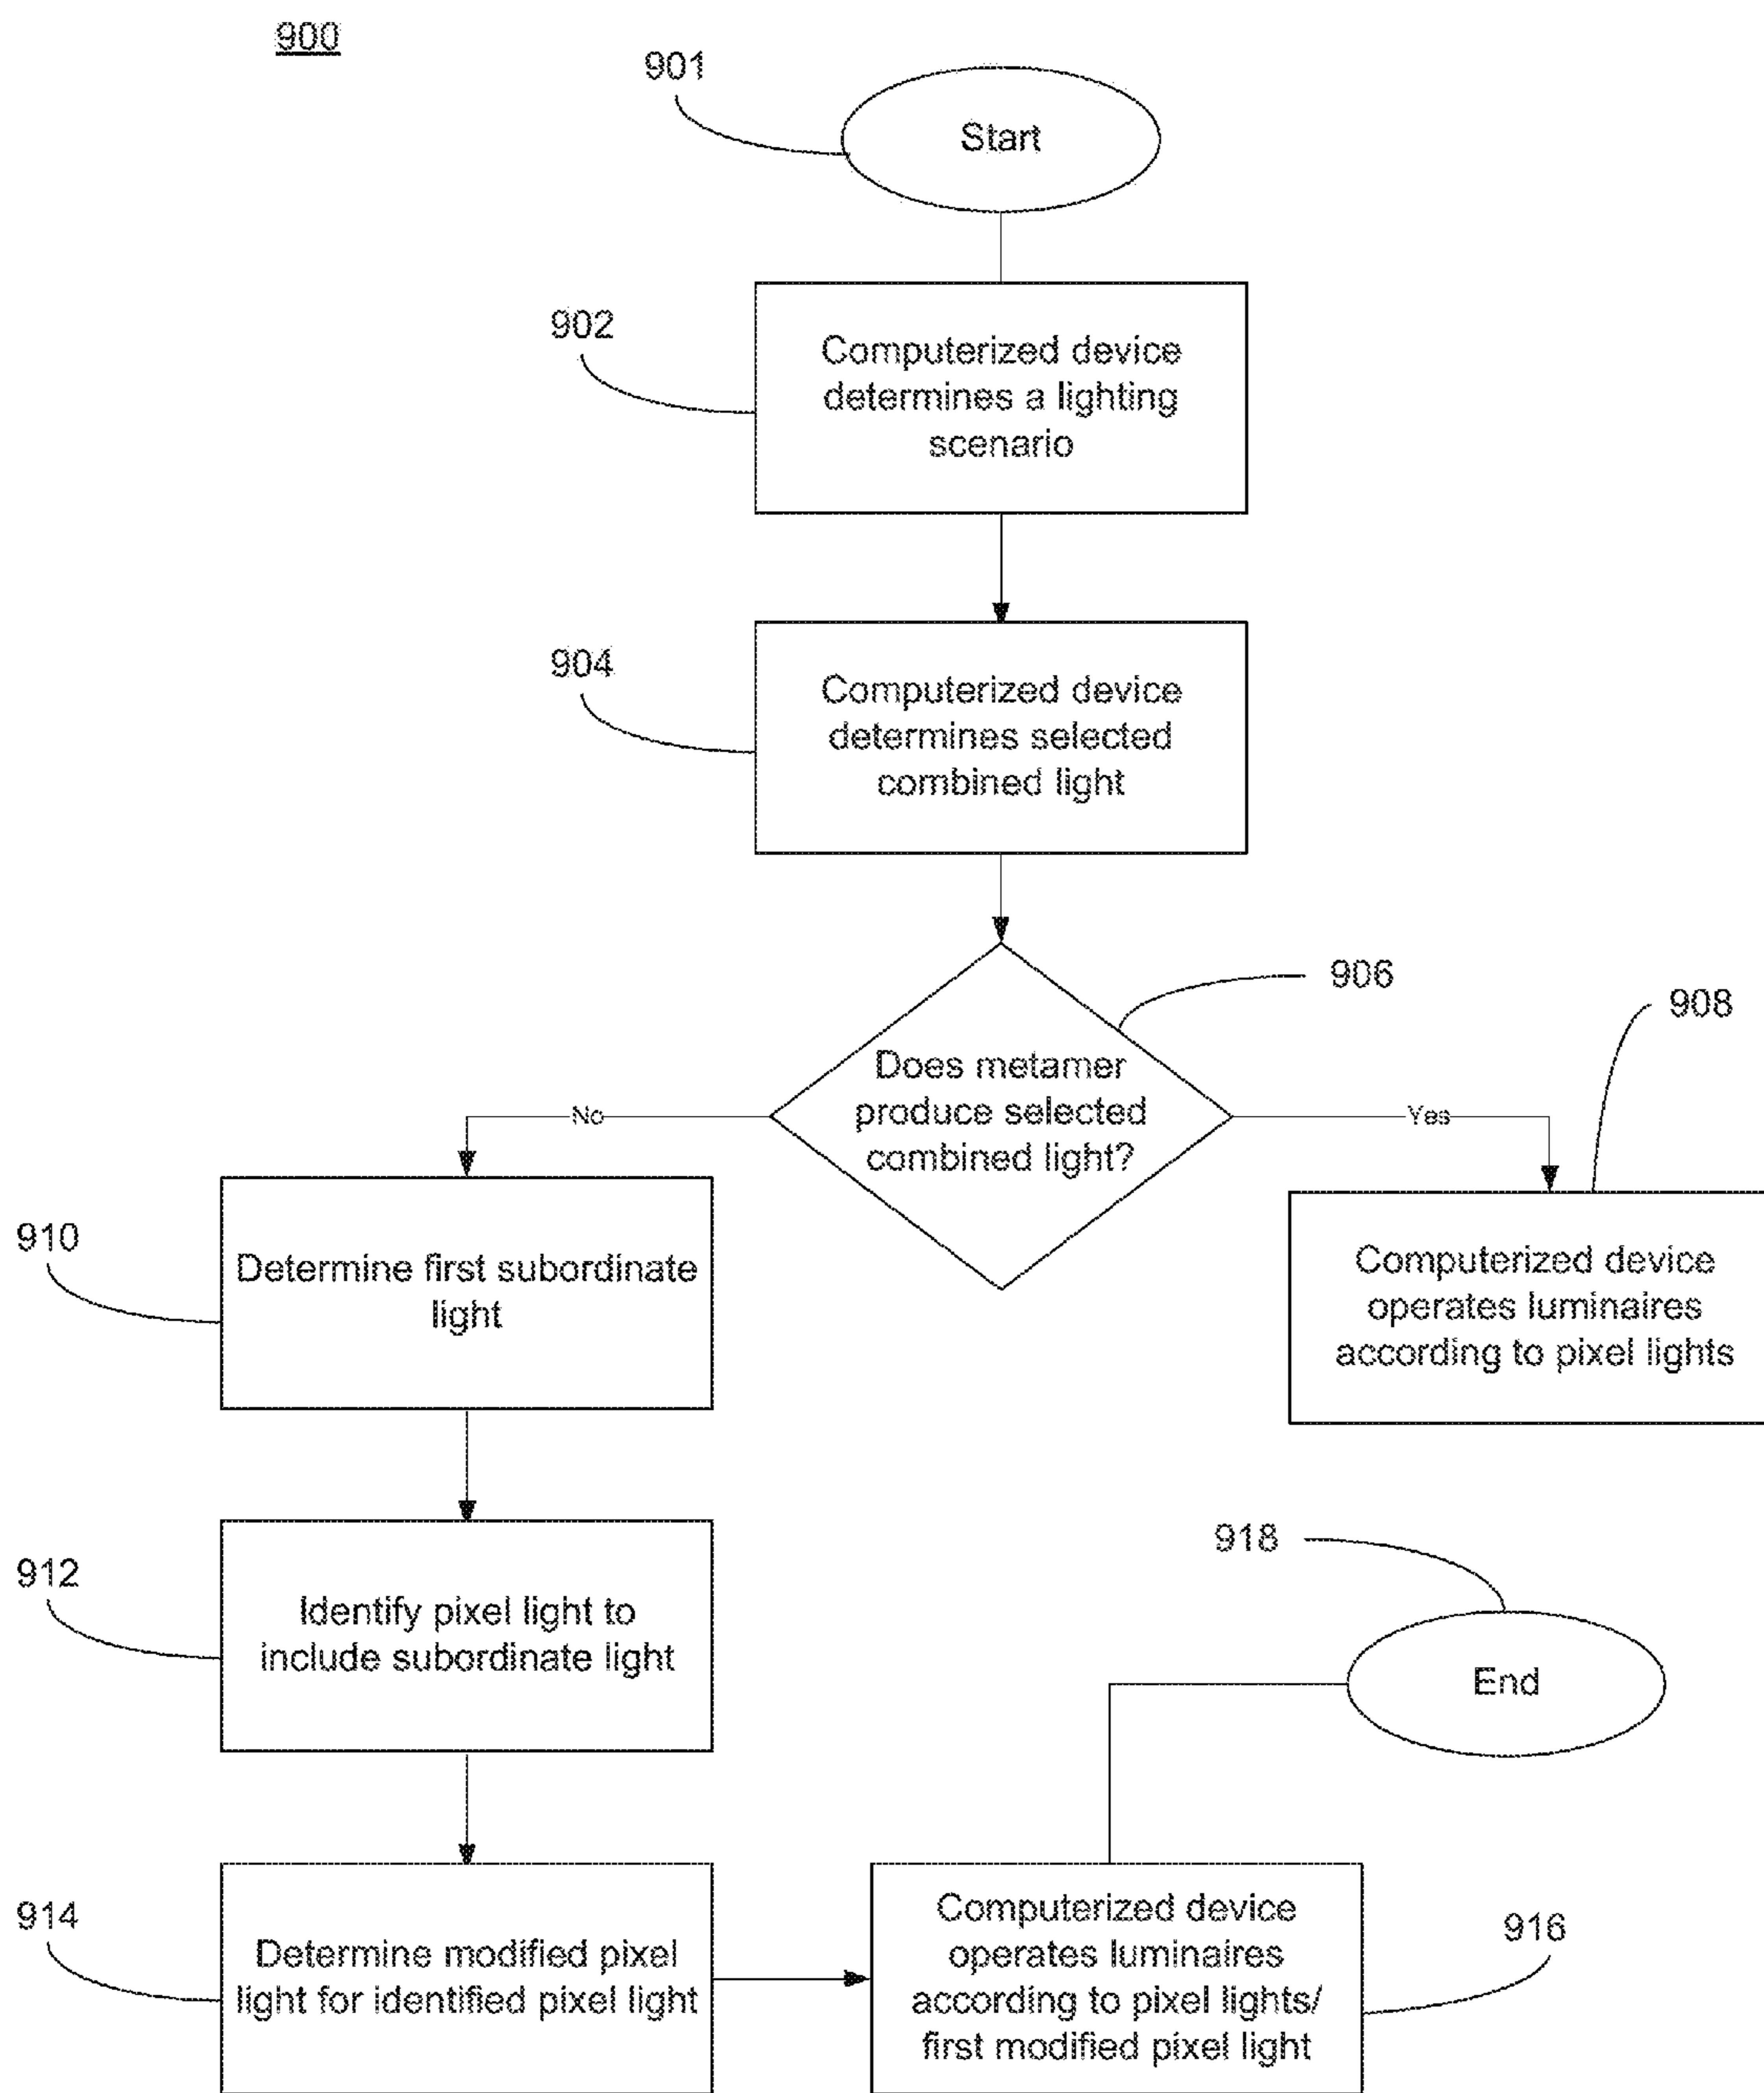 900
901
Start
902
Computerized device
determines a lighting
scenario
904
Computerized device
determines selected
combined light
906
Does metamer
produce selected
combined light?
No
Yes
908
Computerized device
operates luminaires
according to pixel lights
910
Determine first subordinate
light
912
Identify pixel light to
include subordinate light
918
End
914
Determine modified pixel
light for identified pixel light
Computerized device
operates luminaires
according to pixel lights/
first modified pixel light
916